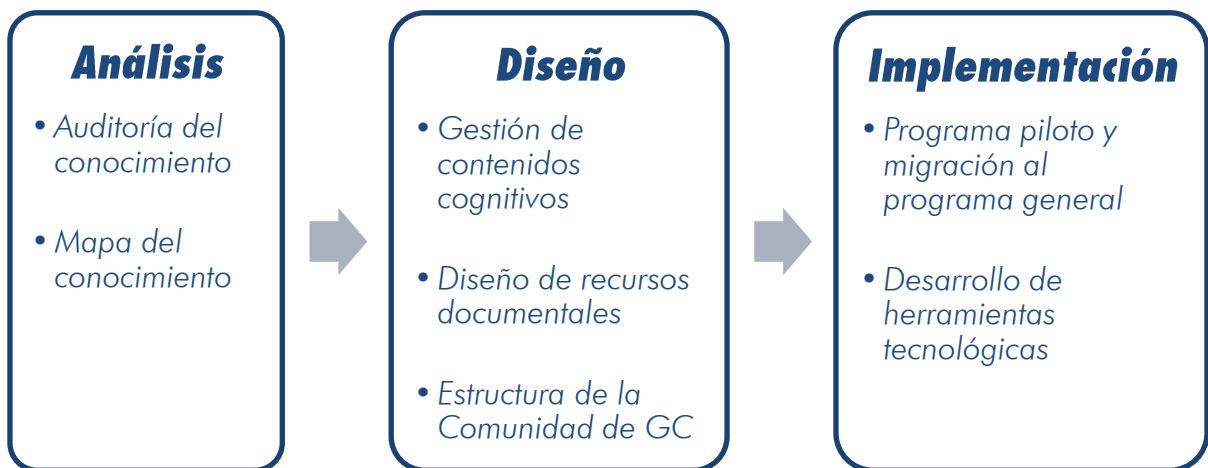 Análisis
• Auditoría del
conocimiento
• Mapa del
conocimiento
Diseño
• Gestión de
contenidos
cognitivos
• Diseño de recursos
documentales
• Estructura de la
Comunidad de GC
Implementación
• Programa piloto y
migración al
programa general
• Desarrollo de
herramientas
tecnológicas